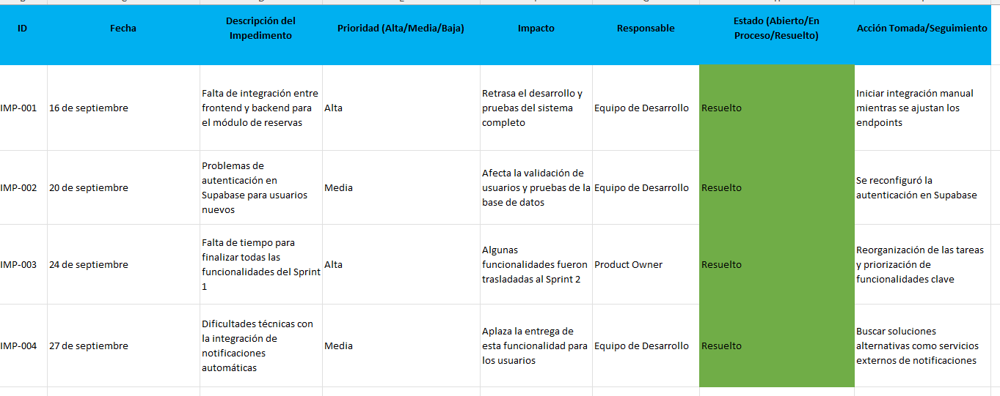 ID
Fecha
Descripción del
Impedimento
Prioridad (Alta/Media/Baja)
Impacto
Responsable
Estado (Abierto/En
Proceso/Resuelto)
Acción Tomada/Seguimiento
IMP-001
16 de septiembre
Falta de integración entre
frontend y backend para
el módulo de reservas
Alta
Retrasa el desarrollo y
pruebas del sistema
completo
Equipo de Desarrollo
Resuelto
Iniciar integración manual
mientras se ajustan los
endpoints
IMP-002
20 de septiembre
Problemas de
autenticación en
Supabase para usuarios
nuevos
Media
Afecta la validación de
usuarios y pruebas de la
base de datos
Equipo de Desarrollo
Resuelto
Se reconfiguró la
autenticación en Supabase
IMP-003
24 de septiembre
Falta de tiempo para
finalizar todas las
funcionalidades del Sprint
1
Alta
Algunas
funcionalidades fueron
trasladadas al Sprint 2
Product Owner
Resuelto
Reorganización de las tareas
y priorización de
funcionalidades clave
IMP-004
27 de septiembre
Dificultades técnicas con
la integración de
notificaciones
automáticas
Media
Aplaza la entrega de
esta funcionalidad para
los usuarios
Equipo de Desarrollo
Resuelto
Buscar soluciones
alternativas como servicios
externos de notificaciones